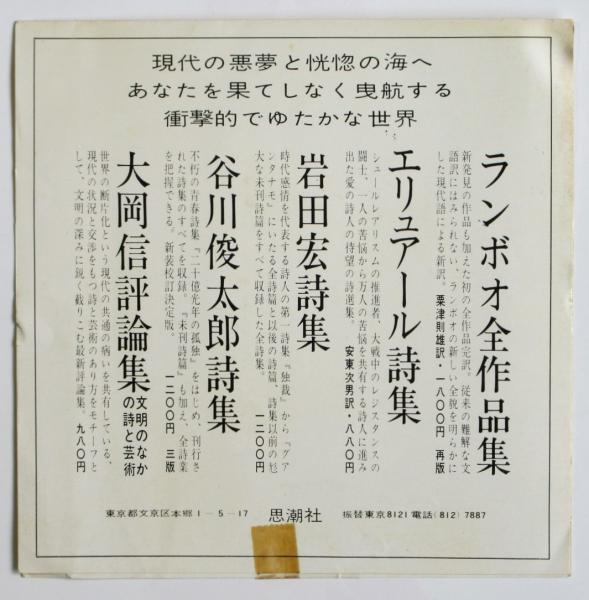 現代の悪夢と恍惚の海へ
あなたを果てしなく曳航する
衝撃的でゆたかな世界
ランボオ全作品集
新発見の作品も加えた初の全作品完訳。従来の難解な文
語訳にはみられない、ランボオの新しい全貌を明らかに
した現代語による新訳。 粟津則雄訳・一八〇〇円 再版
エリュアール詩集
シュールレアリスムの推進者、大戦中のレジスタンスの
闘士、一人の苦悩から万人の苦悩を共有する詩人に進み
出た愛の詩人の待望の詩選集。 安東次男訳・八八〇円
岩田宏詩集
時代感情を代表する詩人の第一詩集『独裁』から『グア
ンタナモ』にいたる全詩篇と以後の詩篇、詩集以前の尨
大な未刊詩篇をすべて収録した全詩集。 一二〇〇円
谷川俊太郎詩集
不朽の青春詩集『二十億光年の孤独』をはじめ、刊行さ
れた詩集のすべてを収録。『未刊詩篇』も加え、全詩業
を把握できる 新装校訂決定版。 一二〇〇円 三版
大岡信評論集 文明のなかの詩と芸術
世界の断片化という現代の共通の病いを共有している、
現代の状況と交渉をもつ詩と芸術のあり方をモチーフと
して、文明の深みに鋭く截りこむ最新評論集。 九八〇円
東京都文京区本郷1-5-17 思潮社 振替東京8121 電話(812)7887